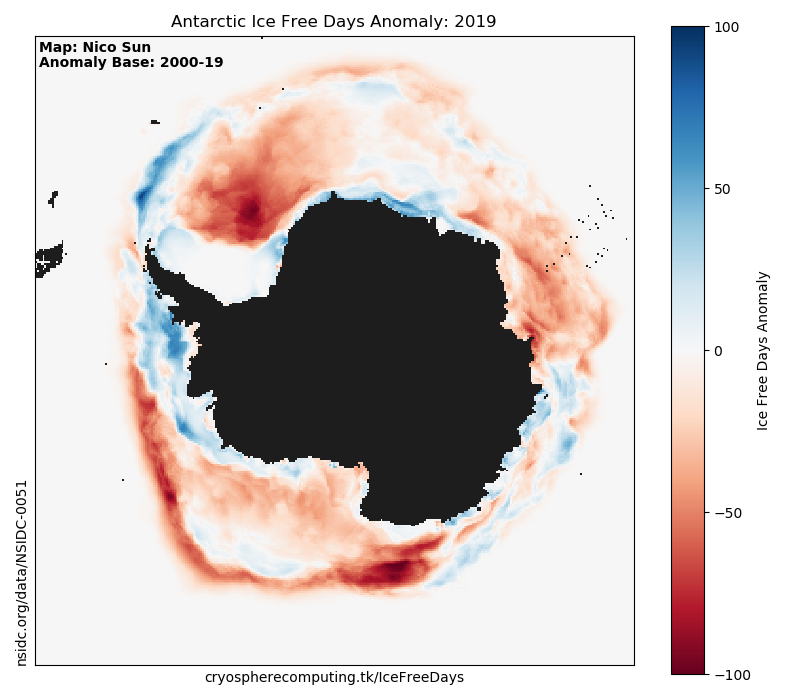 Antarctic Ice Free Days Anomaly: 2019
Map: Nico Sun
Anomaly Base: 2000-19
100
50
0
−50
−100
Ice Free Days Anomaly
nsidc.org/data/NSIDC-0051
cryospherecomputing.tk/IceFreeDays